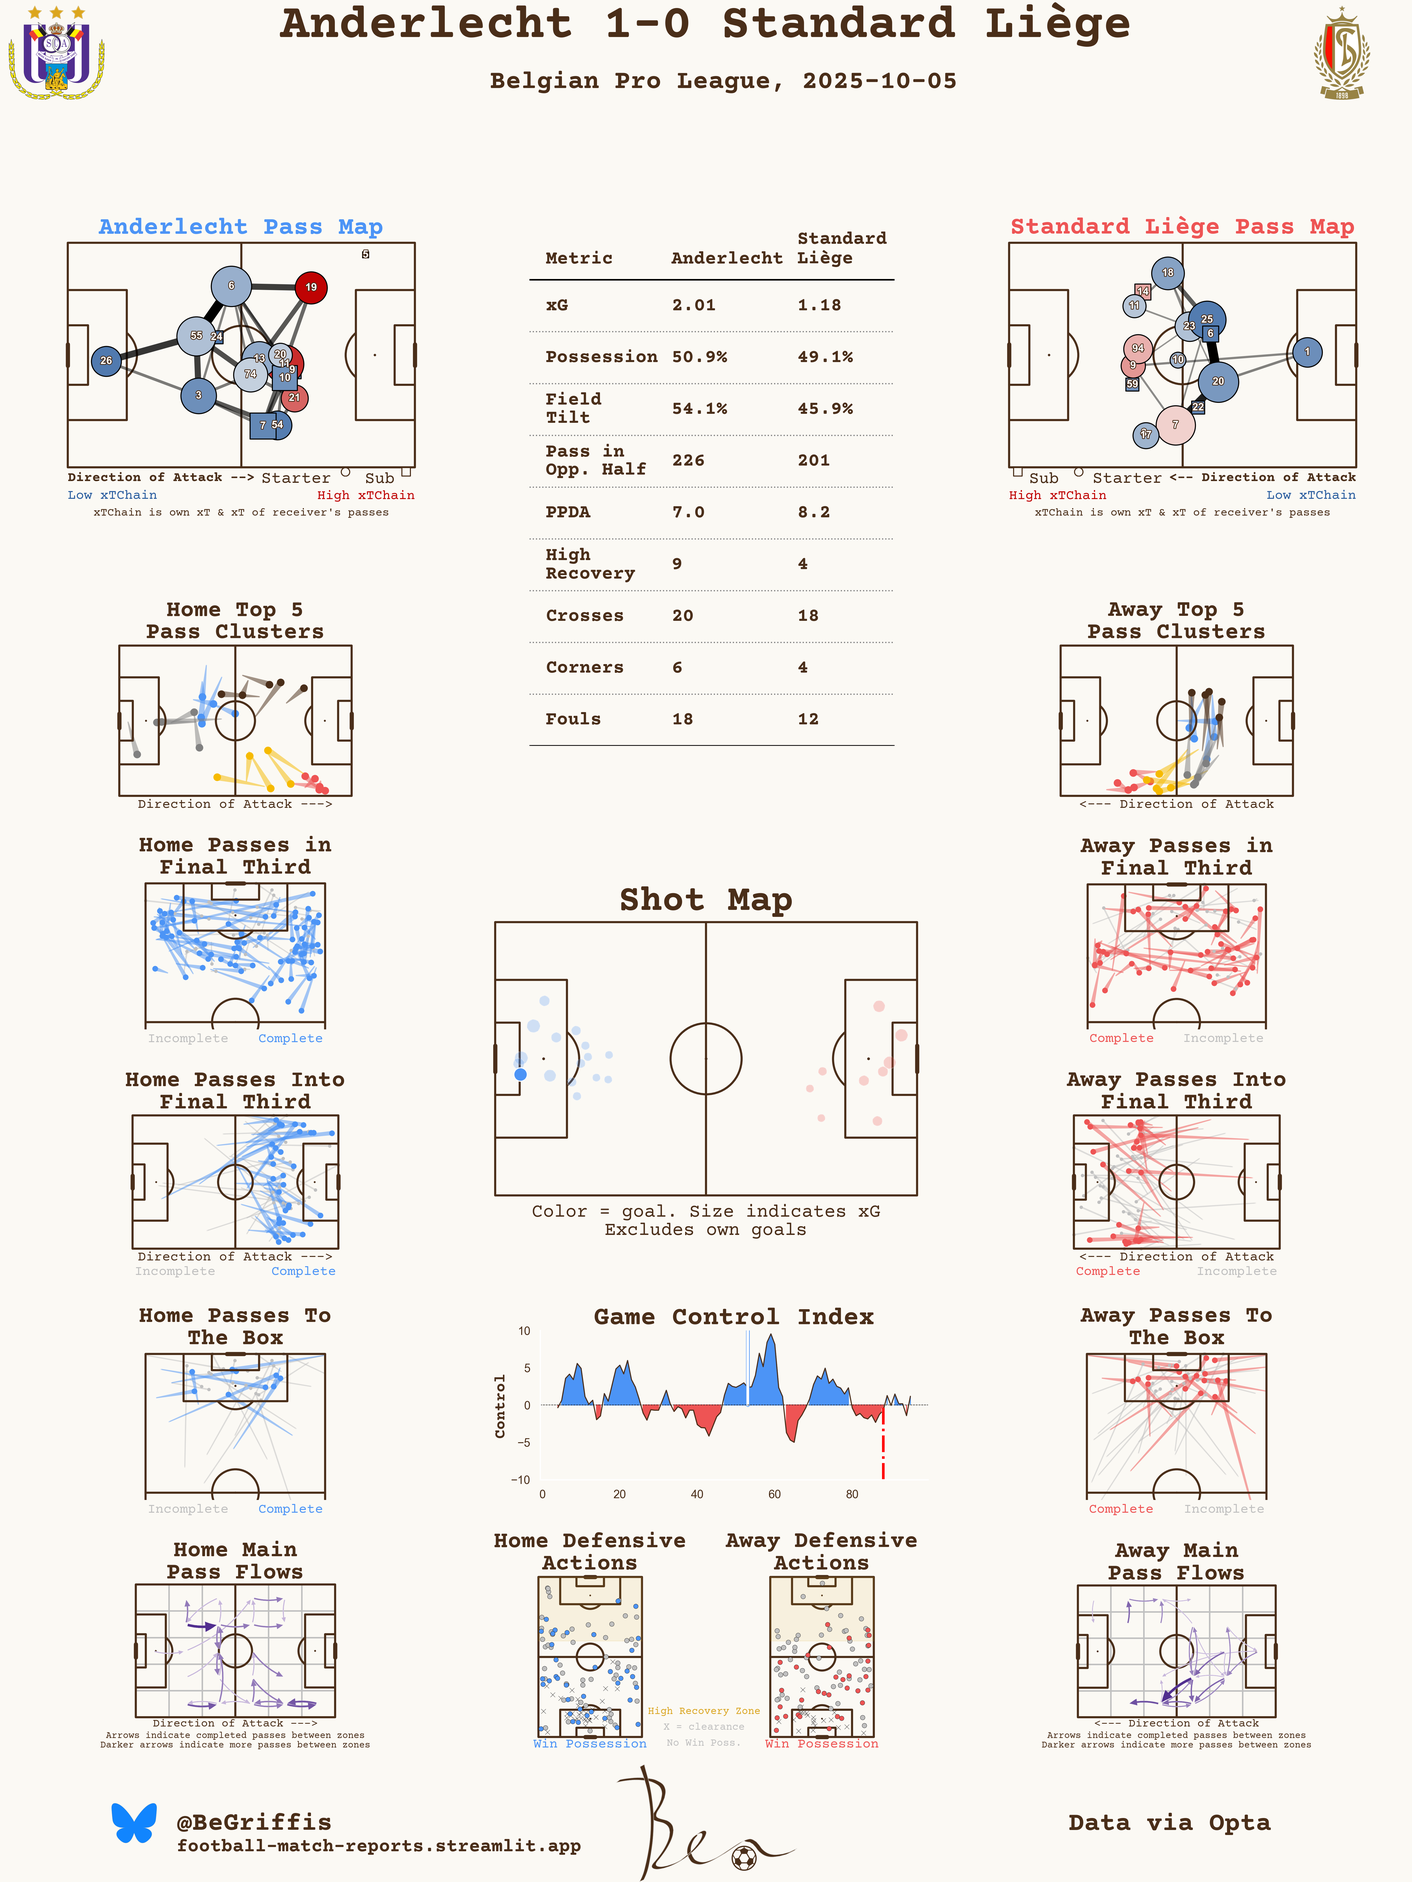 Anderlecht 1-0 Standard Liège
Belgian Pro League, 2025-10-05
1898
Anderlecht Pass Map
5
6
19
55
24
26
13
20
11
9
74
10
3
21
7
54
Direction of Attack --> Starter Sub
Low xTChain High xTChain
xTChain is own xT & xT of receiver's passes
Metric Anderlecht Standard Liège
xG 2.01 1.18
Possession 50.9% 49.1%
Field Tilt 54.1% 45.9%
Pass in Opp. Half 226 201
PPDA 7.0 8.2
High Recovery 9 4
Crosses 20 18
Corners 6 4
Fouls 18 12
Standard Liège Pass Map
18
14
11
25
23
6
94
9
10
1
59
20
22
7
17
Sub Starter <-- Direction of Attack
High xTChain Low xTChain
xTChain is own xT & xT of receiver's passes
Home Top 5
Pass Clusters
Direction of Attack --->
Away Top 5
Pass Clusters
<--- Direction of Attack
Home Passes in
Final Third
Incomplete Complete
Away Passes in
Final Third
Complete Incomplete
Shot Map
Color = goal. Size indicates xG
Excludes own goals
Home Passes Into
Final Third
Direction of Attack --->
Incomplete Complete
Away Passes Into
Final Third
<--- Direction of Attack
Complete Incomplete
Home Passes To
The Box
Incomplete Complete
Game Control Index
Control
10
5
0
−5
−10
0 20 40 60 80
Away Passes To
The Box
Complete Incomplete
Home Main
Pass Flows
Direction of Attack --->
Arrows indicate completed passes between zones
Darker arrows indicate more passes between zones
Home Defensive
Actions
Win Possession
High Recovery Zone
X = clearance
No Win Poss.
Away Defensive
Actions
Win Possession
Away Main
Pass Flows
<--- Direction of Attack
Arrows indicate completed passes between zones
Darker arrows indicate more passes between zones
@BeGriffis
football-match-reports.streamlit.app
Ben
Data via Opta